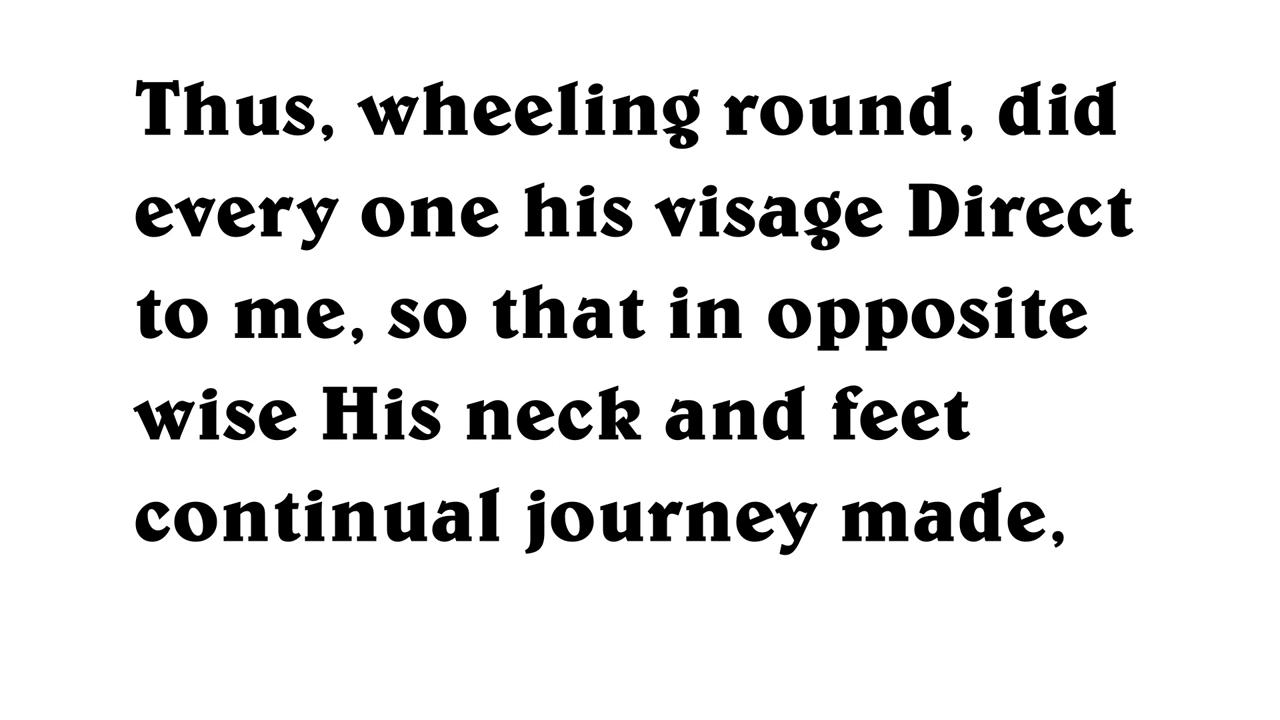 Thus, wheeling round, did
every one his visage Direct
to me, so that in opposite
wise His neck and feet
continual journey made,